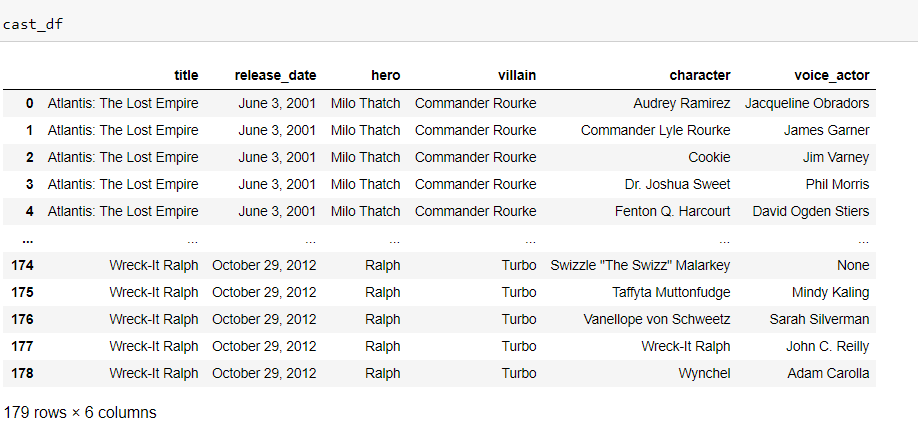 cast_df
title release_date hero villain character voice_actor
0 Atlantis: The Lost Empire June 3, 2001 Milo Thatch Commander Rourke Audrey Ramirez Jacqueline Obradors
1 Atlantis: The Lost Empire June 3, 2001 Milo Thatch Commander Rourke Commander Lyle Rourke James Garner
2 Atlantis: The Lost Empire June 3, 2001 Milo Thatch Commander Rourke Cookie Jim Varney
3 Atlantis: The Lost Empire June 3, 2001 Milo Thatch Commander Rourke Dr. Joshua Sweet Phil Morris
4 Atlantis: The Lost Empire June 3, 2001 Milo Thatch Commander Rourke Fenton Q. Harcourt David Ogden Stiers
... ... ... ... ... ... ...
174 Wreck-It Ralph October 29, 2012 Ralph Turbo Swizzle "The Swizz" Malarkey None
175 Wreck-It Ralph October 29, 2012 Ralph Turbo Taffyta Muttonfudge Mindy Kaling
176 Wreck-It Ralph October 29, 2012 Ralph Turbo Vanellope von Schweetz Sarah Silverman
177 Wreck-It Ralph October 29, 2012 Ralph Turbo Wreck-It Ralph John C. Reilly
178 Wreck-It Ralph October 29, 2012 Ralph Turbo Wynchel Adam Carolla
179 rows × 6 columns